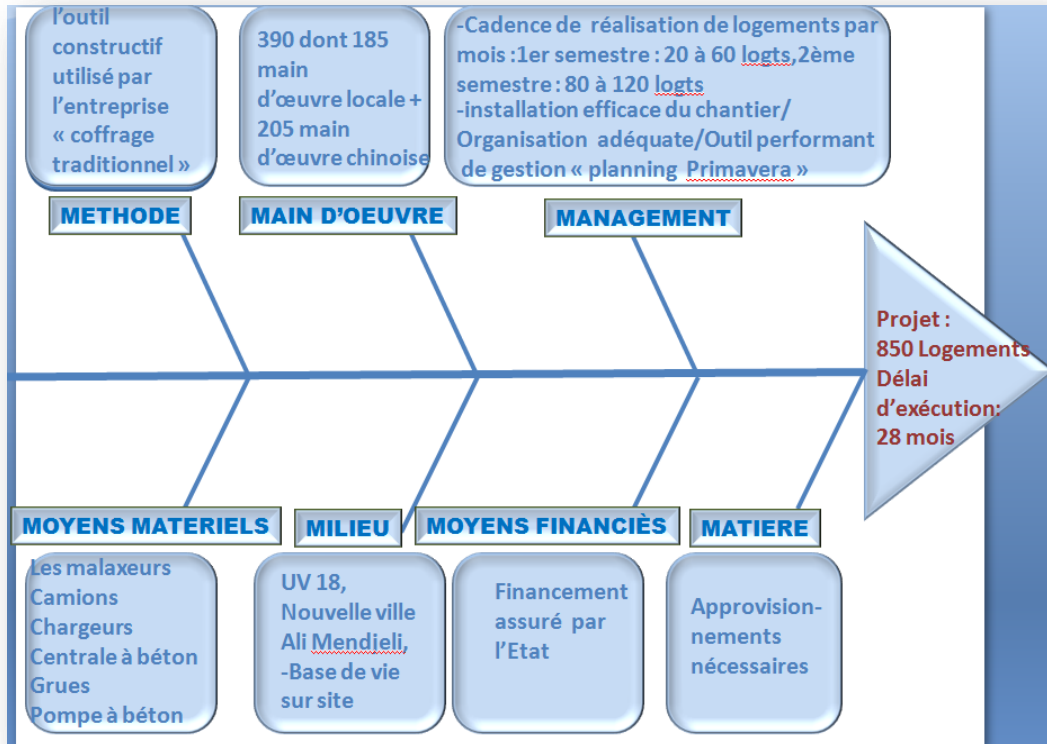 l'outil
constructif
utilisé par
l'entreprise
« coffrage
traditionnel »
390 dont 185
main
d'œuvre locale +
205 main
d'œuvre chinoise
-Cadence de réalisation de logements par
mois :1er semestre : 20 à 60 logts,2ème
semestre : 80 à 120 logts
-installation efficace du chantier/
Organisation adéquate/Outil performant
de gestion « planning Primavera »
METHODE
MAIN D'OEUVRE
MANAGEMENT
Projet :
850 Logements
Délai
d'exécution:
28 mois
MOYENS MATERIELS
MILIEU
MOYENS FINANCIÈS
MATIERE
Les malaxeurs
Camions
Chargeurs
Centrale à béton
Grues
Pompe à béton
UV 18,
Nouvelle ville
Ali Mendjeli,
-Base de vie
sur site
Financement
assuré par
l'Etat
Approvision-
nements
nécessaires